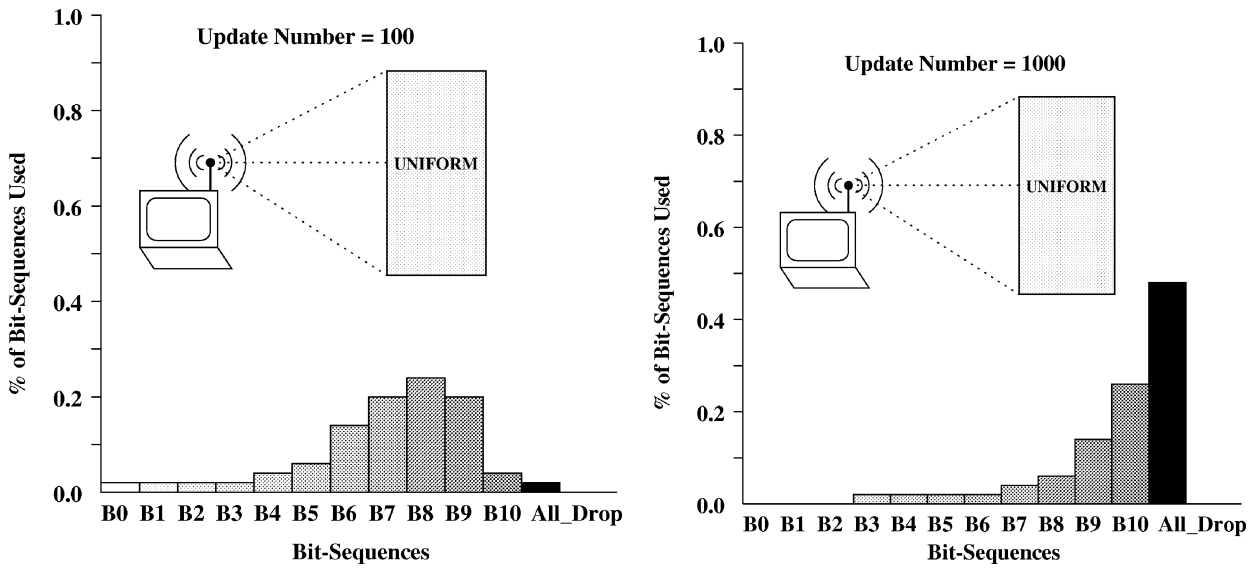 1.0
Update Number = 100
0.8
UNIFORM
0.6
0.4
0.2
0.0
% of Bit-Sequences Used
B0 B1 B2 B3 B4 B5 B6 B7 B8 B9 B10 All_Drop
Bit-Sequences
1.0
Update Number = 1000
0.8
UNIFORM
0.6
0.4
0.2
0.0
% of Bit-Sequences Used
B0 B1 B2 B3 B4 B5 B6 B7 B8 B9 B10 All_Drop
Bit-Sequences